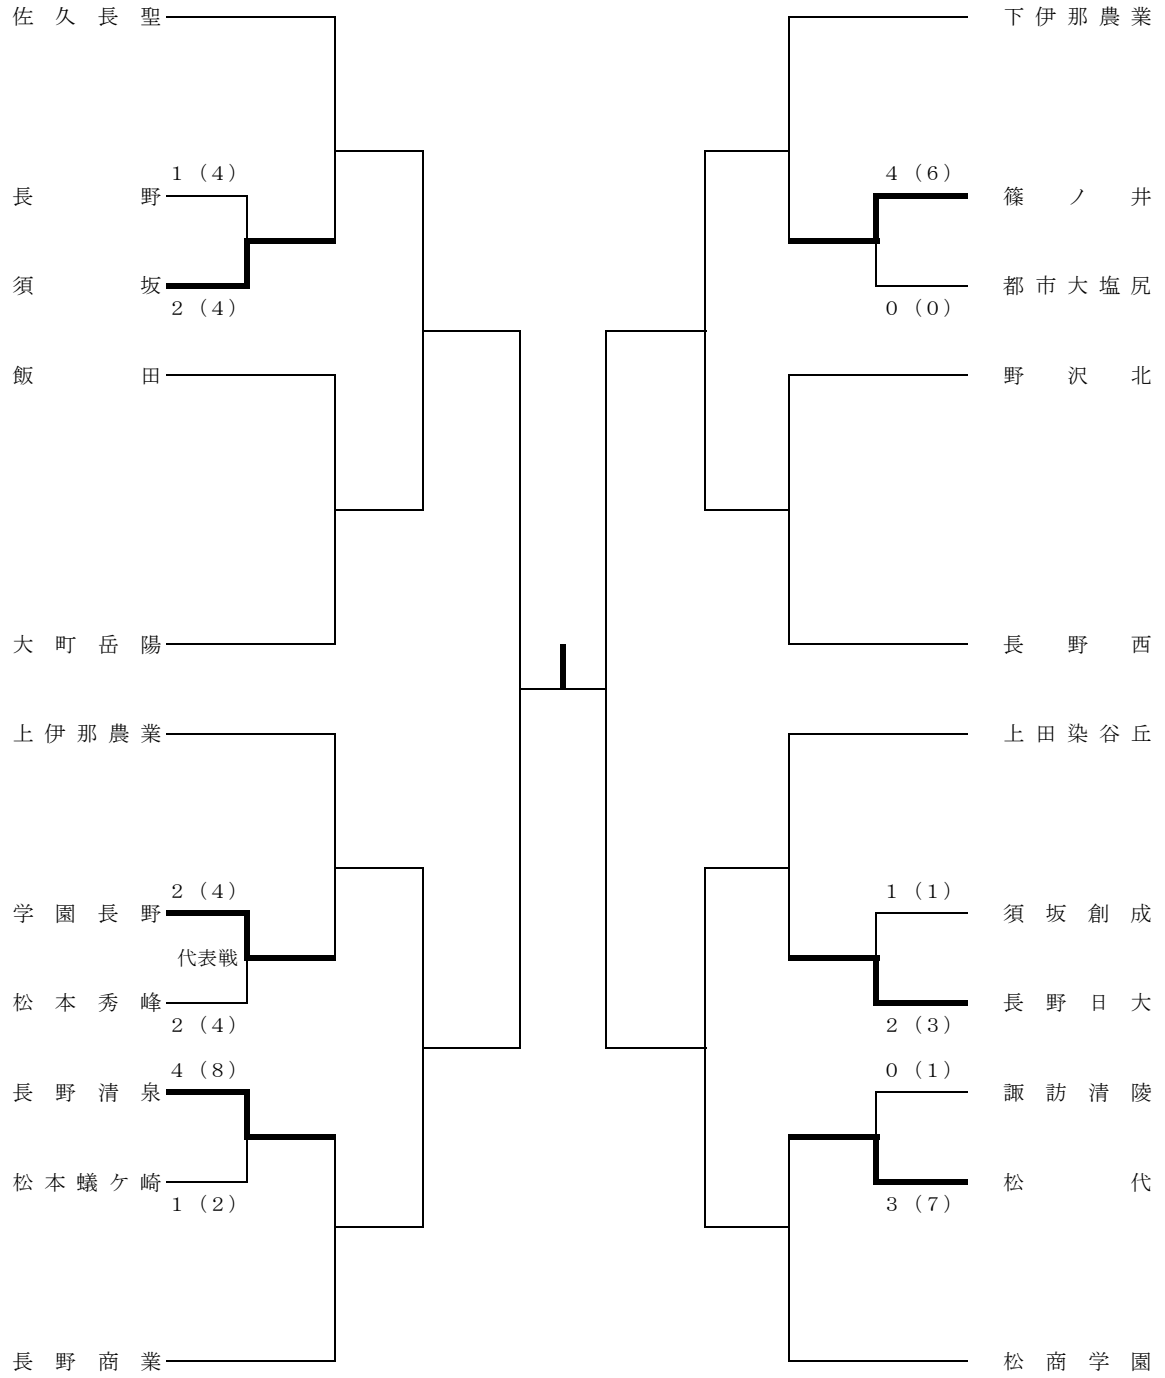 佐久長聖
1（4）
長野
須坂
2（4）
飯田
大町岳陽
上伊那農業
2（4）
学園長野
代表戦
松本秀峰
2（4）
4（8）
長野清泉
松本蟻ケ崎
1（2）
長野商業
下伊那農業
4（6）
篠ノ井
都市大塩尻
0（0）
野沢北
長野西
上田染谷丘
1（1）
須坂創成
長野日大
2（3）
0（1）
諏訪清陵
松代
3（7）
松商学園